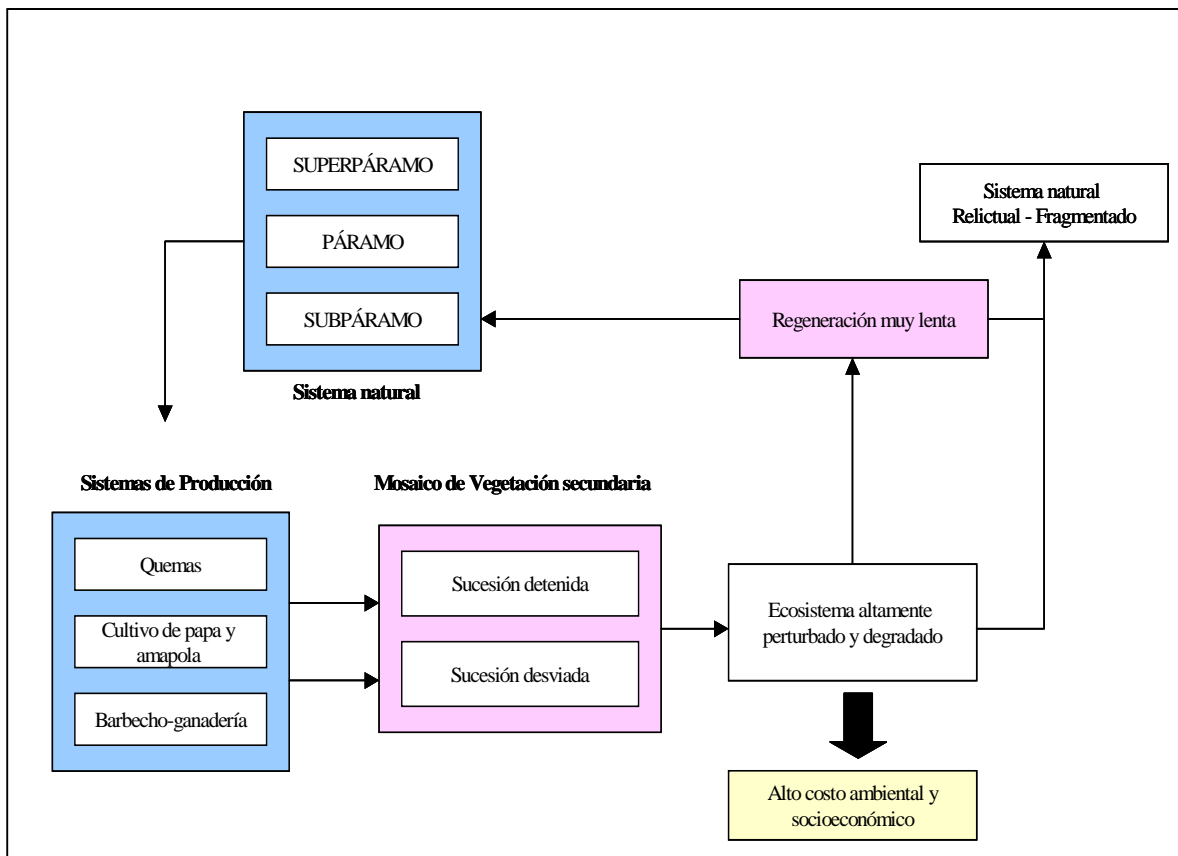 SUPERPÁRAMO
PÁRAMO
SUBPÁRAMO
Sistema natural
Sistema natural
Relictual - Fragmentado
Regeneración muy lenta
Sistemas de Producción
Quemas
Cultivo de papa y
amapola
Barbecho-ganadería
Mosaico de Vegetación secundaria
Sucesión detenida
Sucesión desviada
Ecosistema altamente
perturbado y degradado
Alto costo ambiental y
socioeconómico